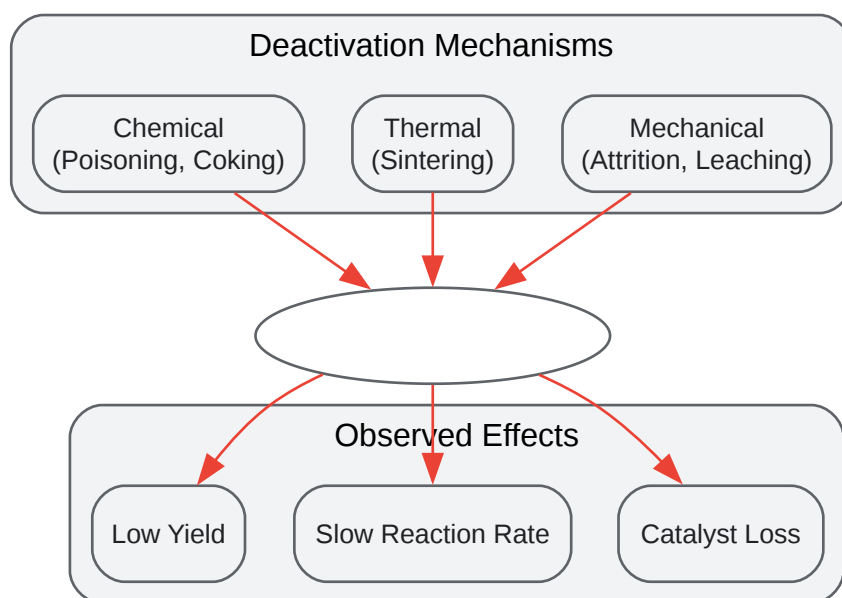 Deactivation Mechanisms
Chemical
(Poisoning, Coking)
Thermal
(Sintering)
Mechanical
(Attrition, Leaching)
Observed Effects
Low Yield
Slow Reaction Rate
Catalyst Loss